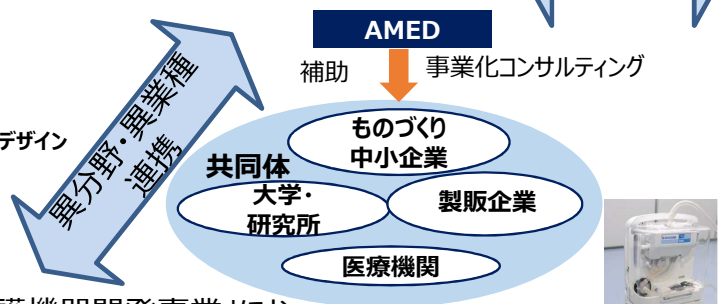 AMED
補助
事業化コンサルティング
デザイン
異分野・異業種
連携
共同体
ものづくり
中小企業
大学・
研究所
製販企業
医療機関